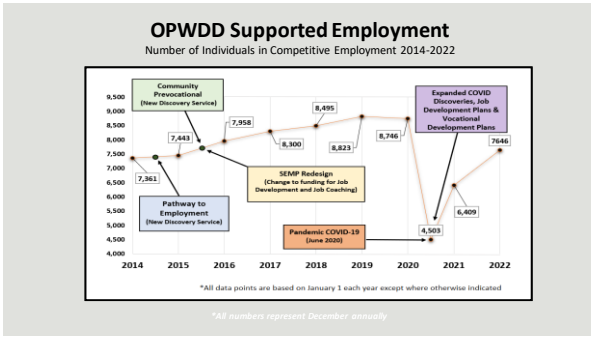 OPWDD Supported Employment
Number of Individuals in Competitive Employment 2014-2022
Community
Prevocational
(New Discovery Service)
Expanded COVID
Discoveries, Job
Development Plans &
Vocational
Development Plans
9,500
9,000
8,500
8,000
7,500
7,000
6,500
6,000
5,500
5,000
4,500
4,000
7,361
7,443
7,958
8,300
8,495
8,823
8,746
4,503
6,409
7646
SEMP Redesign
(Change to funding for Job
Development and Job Coaching)
Pathway to
Employment
(New Discovery Service)
Pandemic COVID-19
(June 2020)
2014
2015
2016
2017
2018
2019
2020
2021
2022
*All data points are based on January 1 each year except where otherwise indicated
*All numbers represent December annually